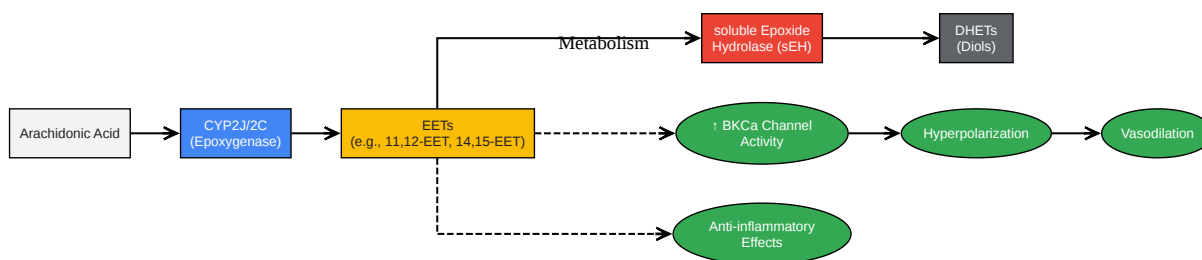 Metabolism
soluble Epoxide
Hydrolase (sEH)
DHETs
(Diols)
Arachidonic Acid
CYP2J/2C
(Epoxygenase)
EETs
(e.g., 11,12-EET, 14,15-EET)
↑ BKCa Channel
Activity
Hyperpolarization
Vasodilation
Anti-inflammatory
Effects